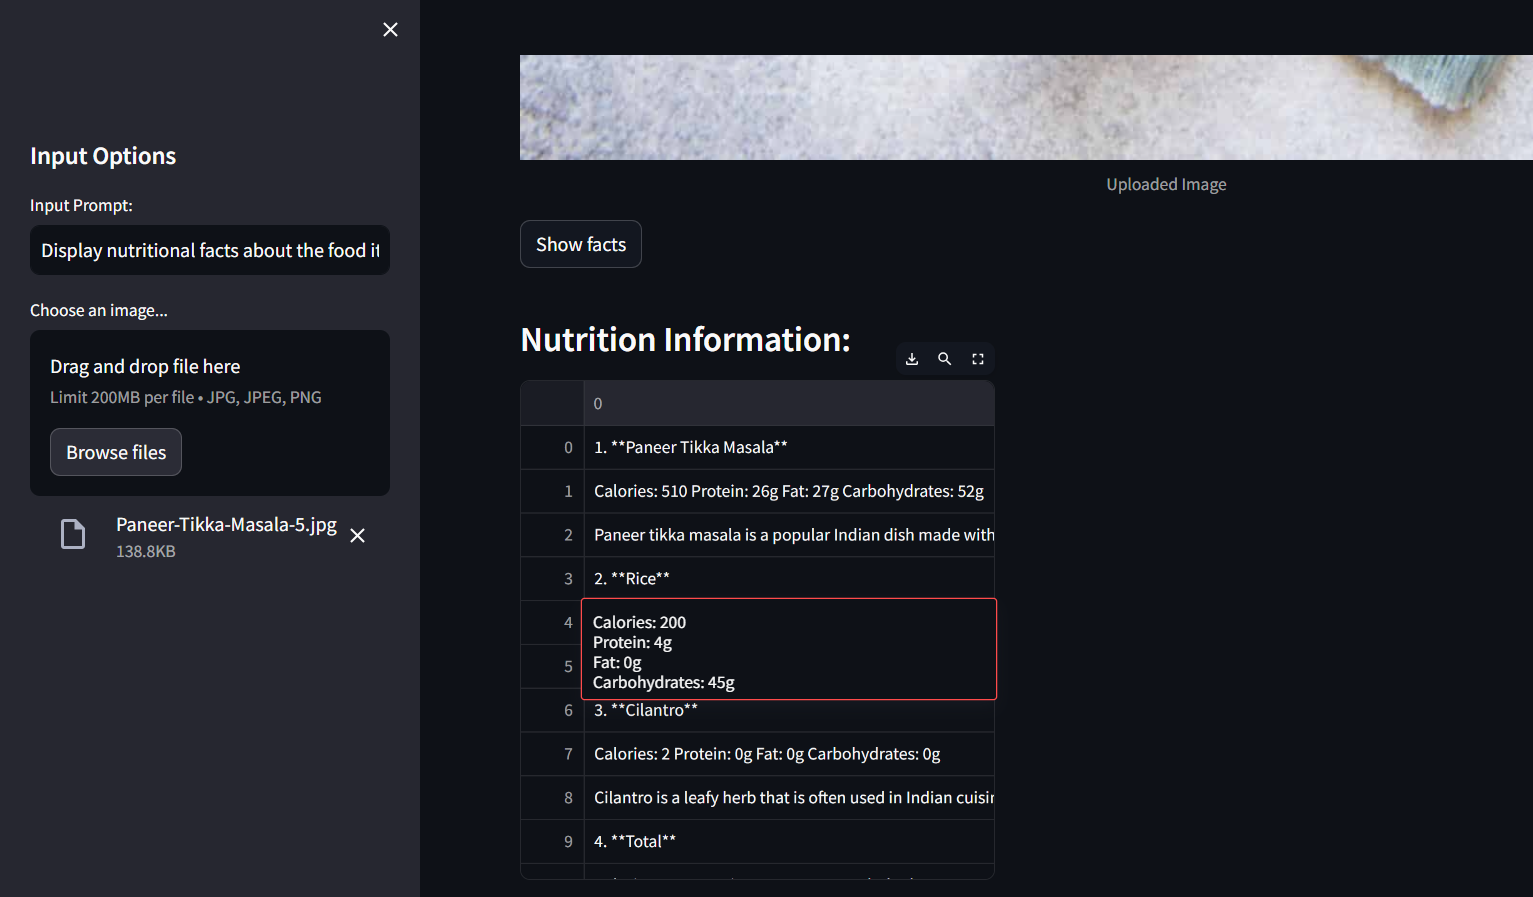 Input Options
Input Prompt:
Display nutritional facts about the food it
Choose an image...
Drag and drop file here
Limit 200MB per file • JPG, JPEG, PNG
Browse files
Paneer-Tikka-Masala-5.jpg
138.8KB
Uploaded Image
Show facts
Nutrition Information:
0
0 1. **Paneer Tikka Masala**
1 Calories: 510 Protein: 26g Fat: 27g Carbohydrates: 52g
2 Paneer tikka masala is a popular Indian dish made with
3 2. **Rice**
4 Calories: 200
Protein: 4g
5 Fat: 0g
Carbohydrates: 45g
6 3. **Cilantro**
7 Calories: 2 Protein: 0g Fat: 0g Carbohydrates: 0g
8 Cilantro is a leafy herb that is often used in Indian cuisin
9 4. **Total**